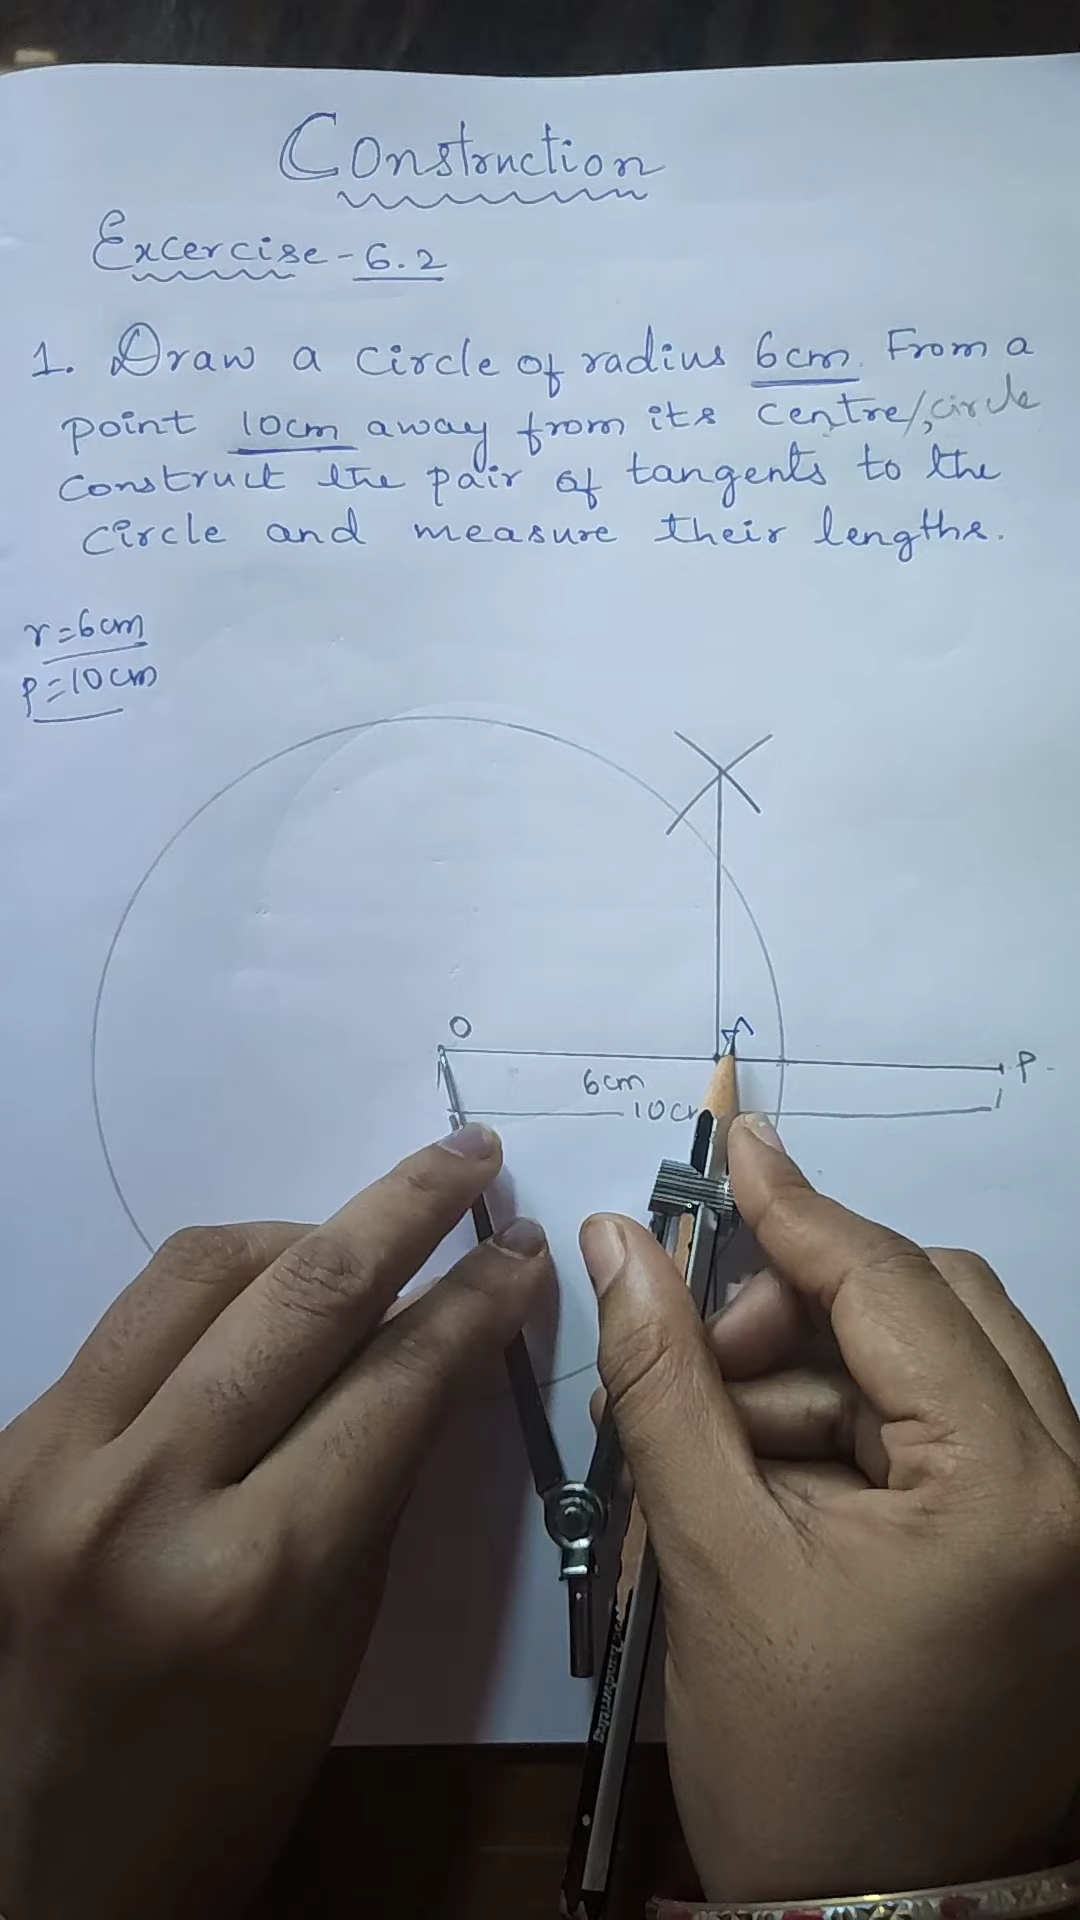 Construction
Excercise - 6.2
1. Draw a circle of radius 6cm. From a
point 10cm away from its centre/,circle
construct the pair of tangents to the
circle and measure their lengths.
r=6cm
P=10cm
O
P
6cm
10cm